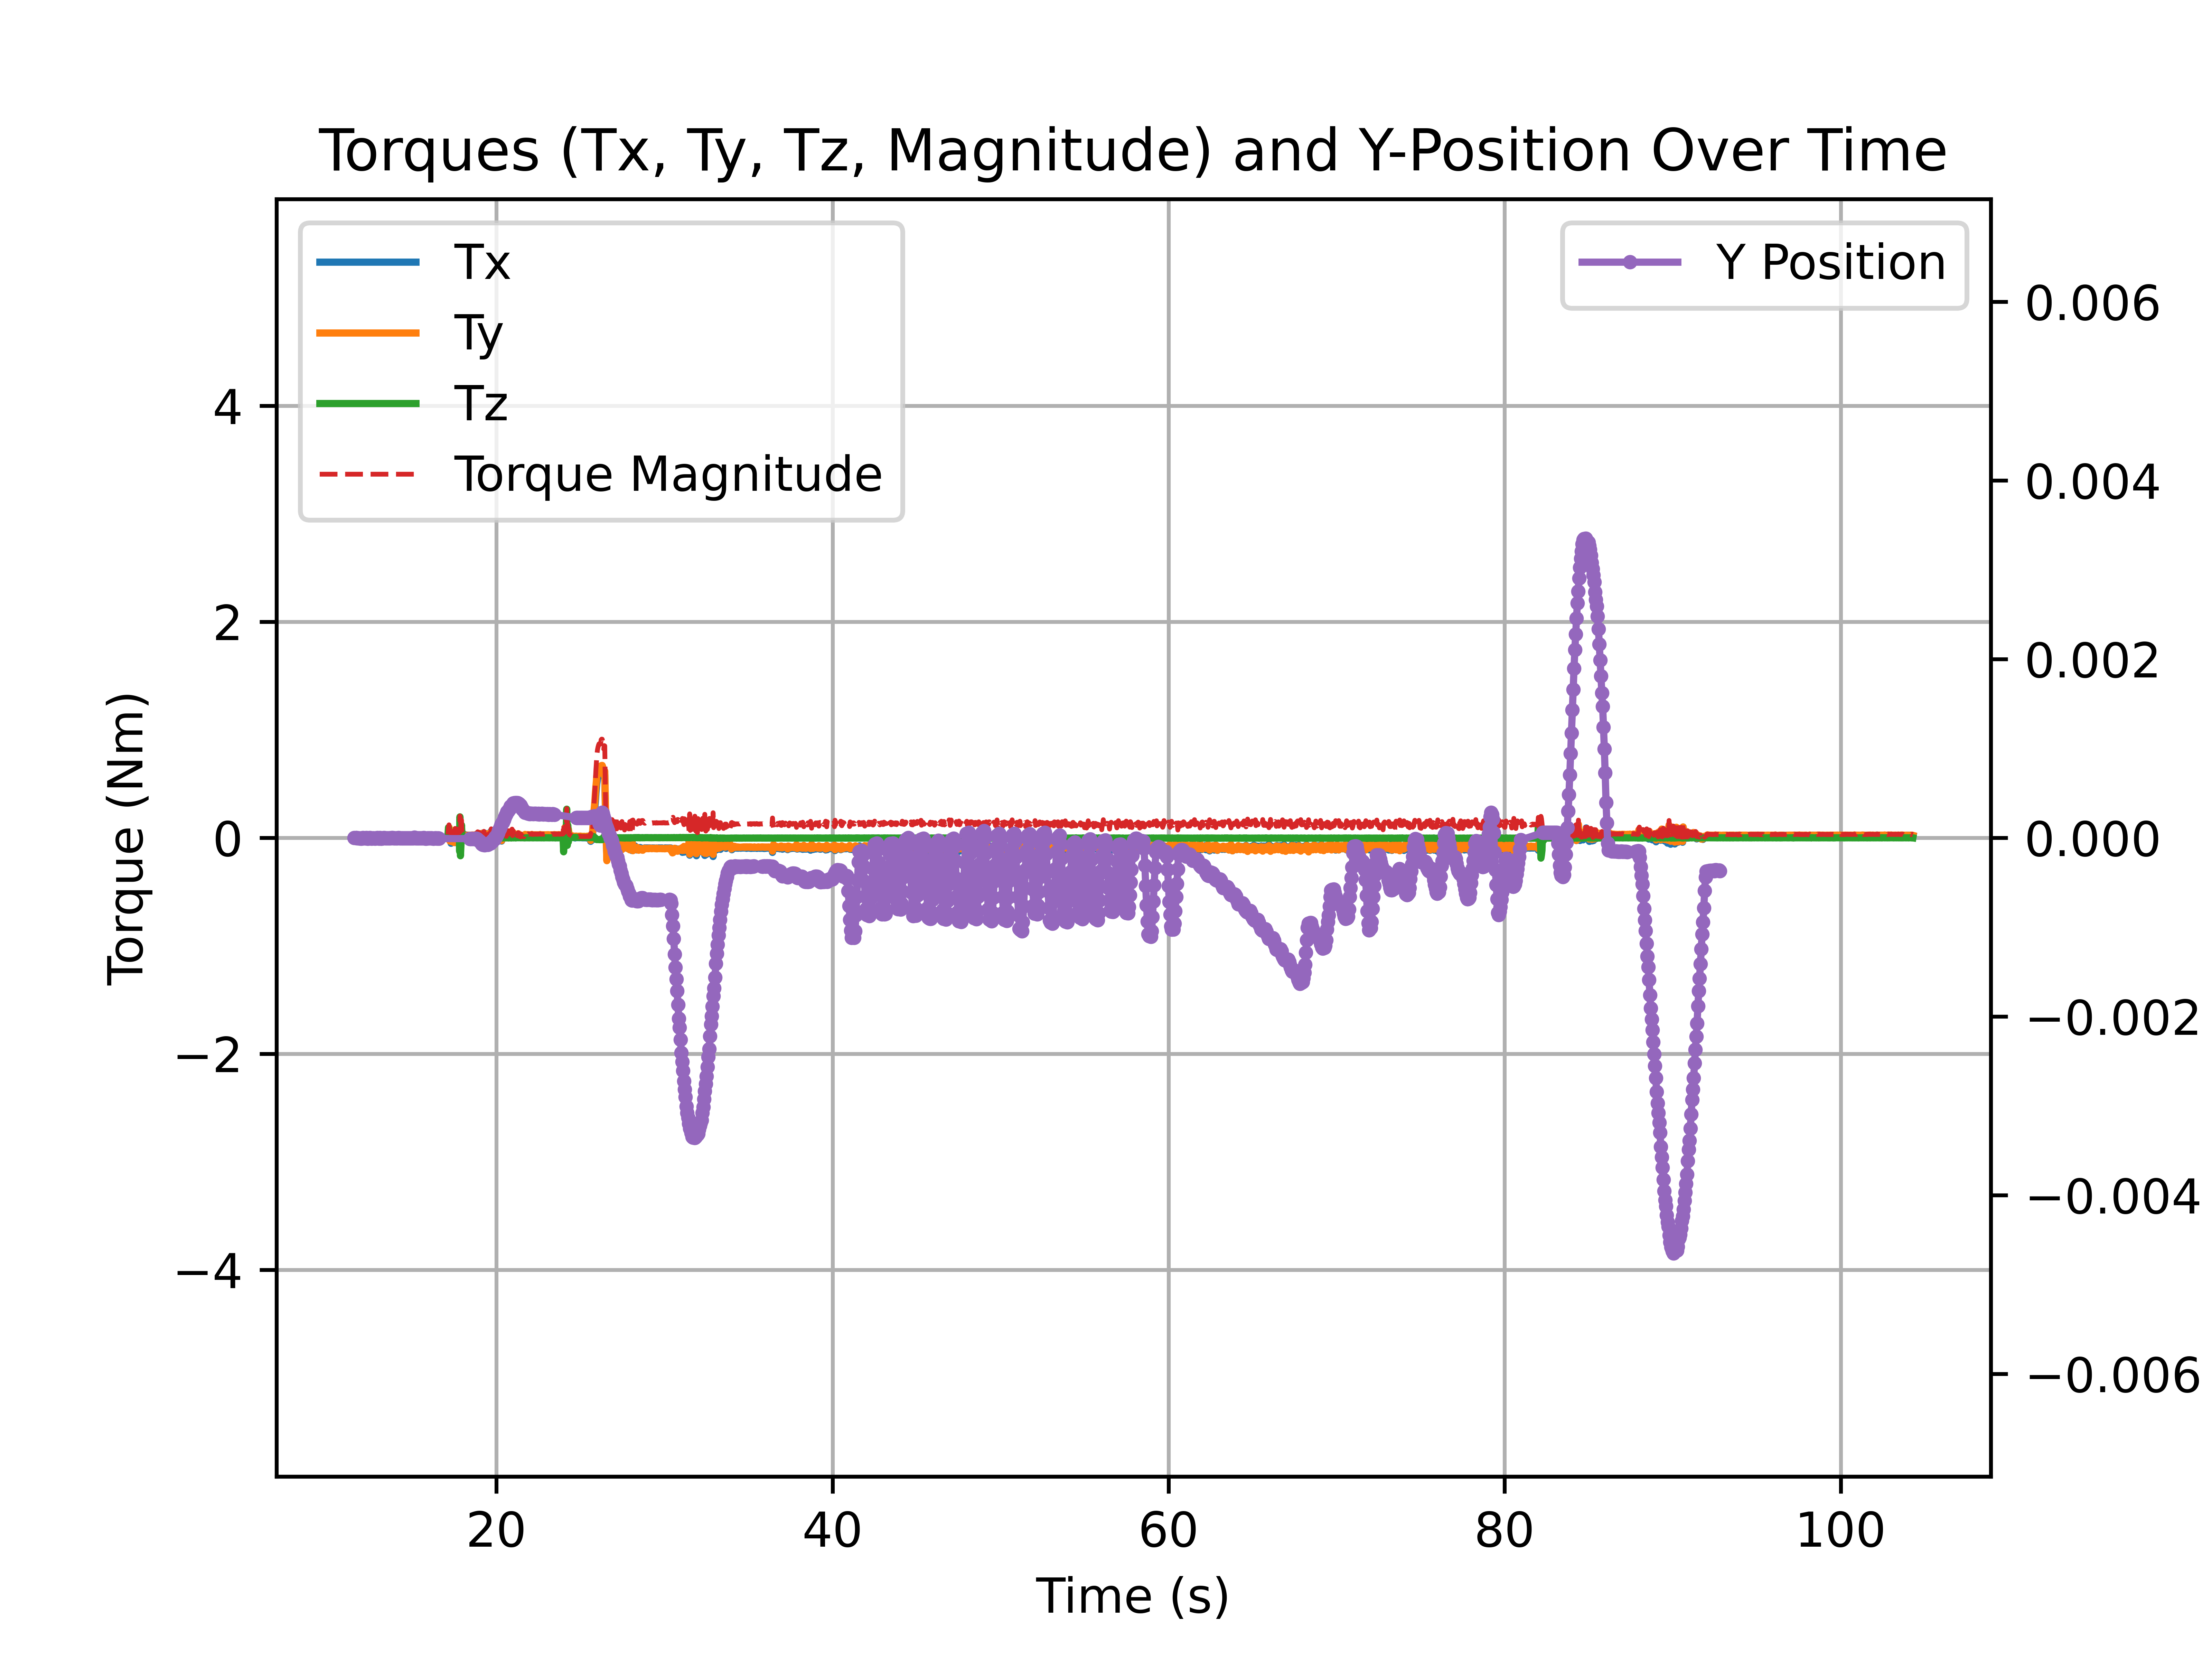 Torques (Tx, Ty, Tz, Magnitude) and Y-Position Over Time
Tx
Ty
Tz
Torque Magnitude
Y Position
4
2
0
−2
−4
Torque (Nm)
0.006
0.004
0.002
0.000
−0.002
−0.004
−0.006
20 40 60 80 100
Time (s)